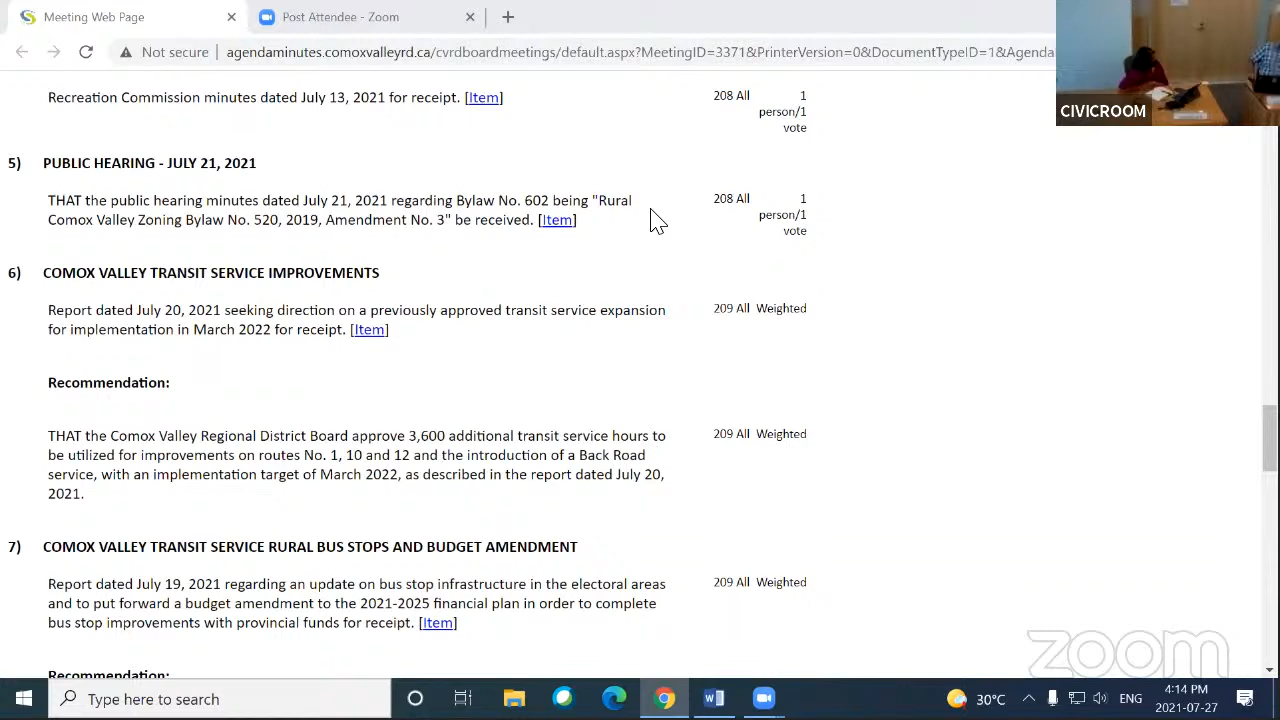 Meeting Web Page
Post Attendee - Zoom
Not secure
agendaminutes.comoxvalleyrd.ca/cvrdboardmeetings/default.aspx?MeetingID=3371&PrinterVersion=0&DocumentTypeID=1&Agenda
CIVICROOM
Recreation Commission minutes dated July 13, 2021 for receipt. [Item]
208 All 1
person/1
vote
5) PUBLIC HEARING - JULY 21, 2021
THAT the public hearing minutes dated July 21, 2021 regarding Bylaw No. 602 being "Rural
Comox Valley Zoning Bylaw No. 520, 2019, Amendment No. 3" be received. [Item]
208 All 1
person/1
vote
6) COMOX VALLEY TRANSIT SERVICE IMPROVEMENTS
Report dated July 20, 2021 seeking direction on a previously approved transit service expansion
for implementation in March 2022 for receipt. [Item]
209 All Weighted
Recommendation:
THAT the Comox Valley Regional District Board approve 3,600 additional transit service hours to
be utilized for improvements on routes No. 1, 10 and 12 and the introduction of a Back Road
service, with an implementation target of March 2022, as described in the report dated July 20,
2021.
209 All Weighted
7) COMOX VALLEY TRANSIT SERVICE RURAL BUS STOPS AND BUDGET AMENDMENT
Report dated July 19, 2021 regarding an update on bus stop infrastructure in the electoral areas
and to put forward a budget amendment to the 2021-2025 financial plan in order to complete
bus stop improvements with provincial funds for receipt. [Item]
209 All Weighted
Recommendation:
zoom
Type here to search
30°C
ENG
4:14 PM
2021-07-27